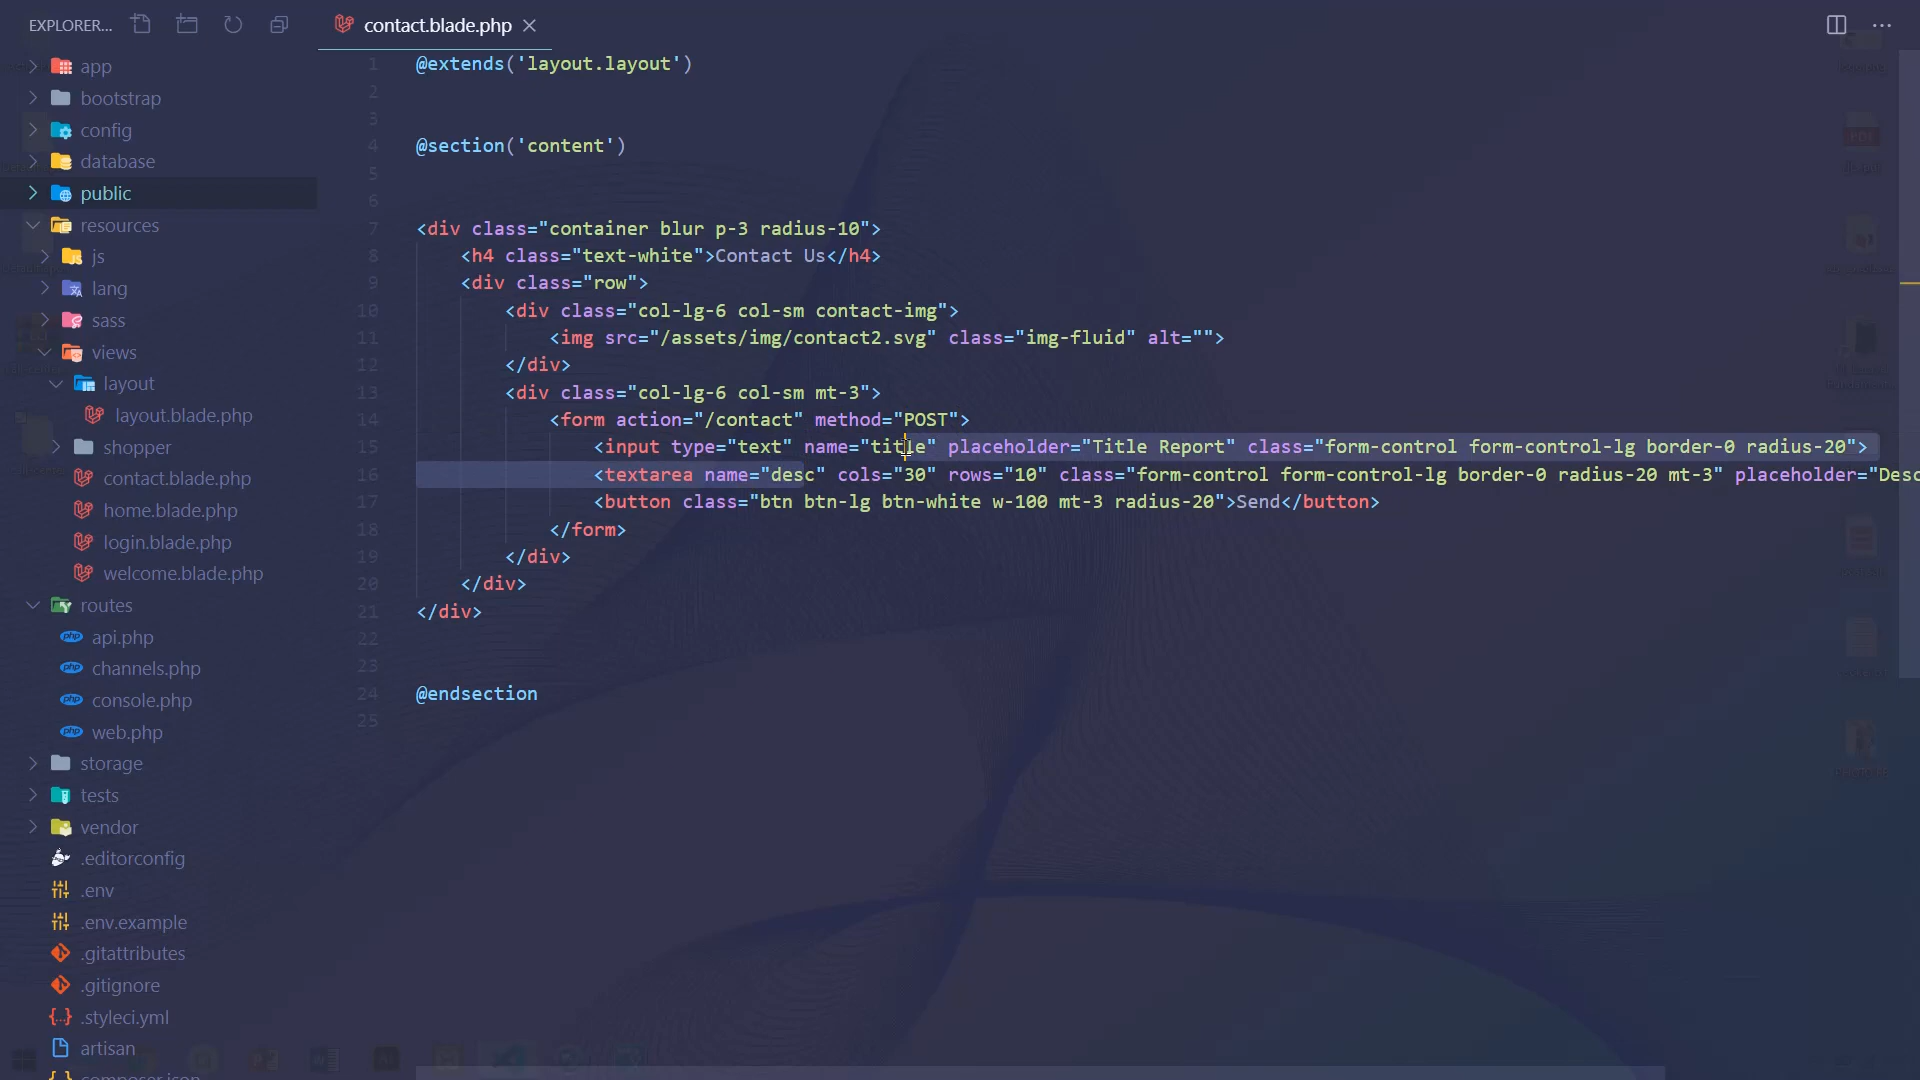 EXPLORER...
contact.blade.php
app
bootstrap
config
database
public
resources
js
lang
sass
views
layout
layout.blade.php
shopper
contact.blade.php
home.blade.php
login.blade.php
welcome.blade.php
routes
api.php
channels.php
console.php
web.php
storage
tests
vendor
.editorconfig
.env
.env.example
.gitattributes
.gitignore
.styleci.yml
artisan
composer.json
1 @extends('layout.layout')
2
3
4 @section('content')
5
6
7 <div class="container blur p-3 radius-10">
8 <h4 class="text-white">Contact Us</h4>
9 <div class="row">
10 <div class="col-lg-6 col-sm contact-img">
11 <img src="/assets/img/contact2.svg" class="img-fluid" alt="">
12 </div>
13 <div class="col-lg-6 col-sm mt-3">
14 <form action="/contact" method="POST">
15 <input type="text" name="title" placeholder="Title Report" class="form-control form-control-lg border-0 radius-20">
16 <textarea name="desc" cols="30" rows="10" class="form-control form-control-lg border-0 radius-20 mt-3" placeholder="Desc
17 <button class="btn btn-lg btn-white w-100 mt-3 radius-20">Send</button>
18 </form>
19 </div>
20 </div>
21 </div>
22
23
24 @endsection
25